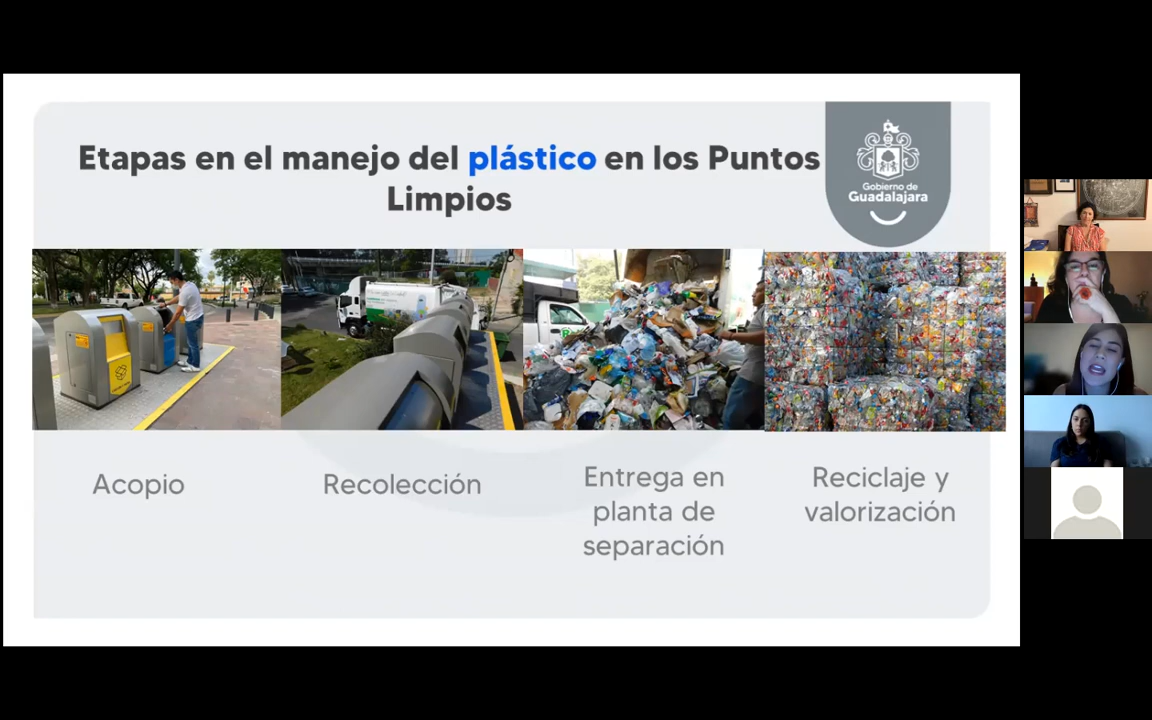 Etapas en el manejo del plástico en los Puntos
Limpios
Gobierno de
Guadalajara
Acopio
Recolección
Entrega en
planta de
separación
Reciclaje y
valorización